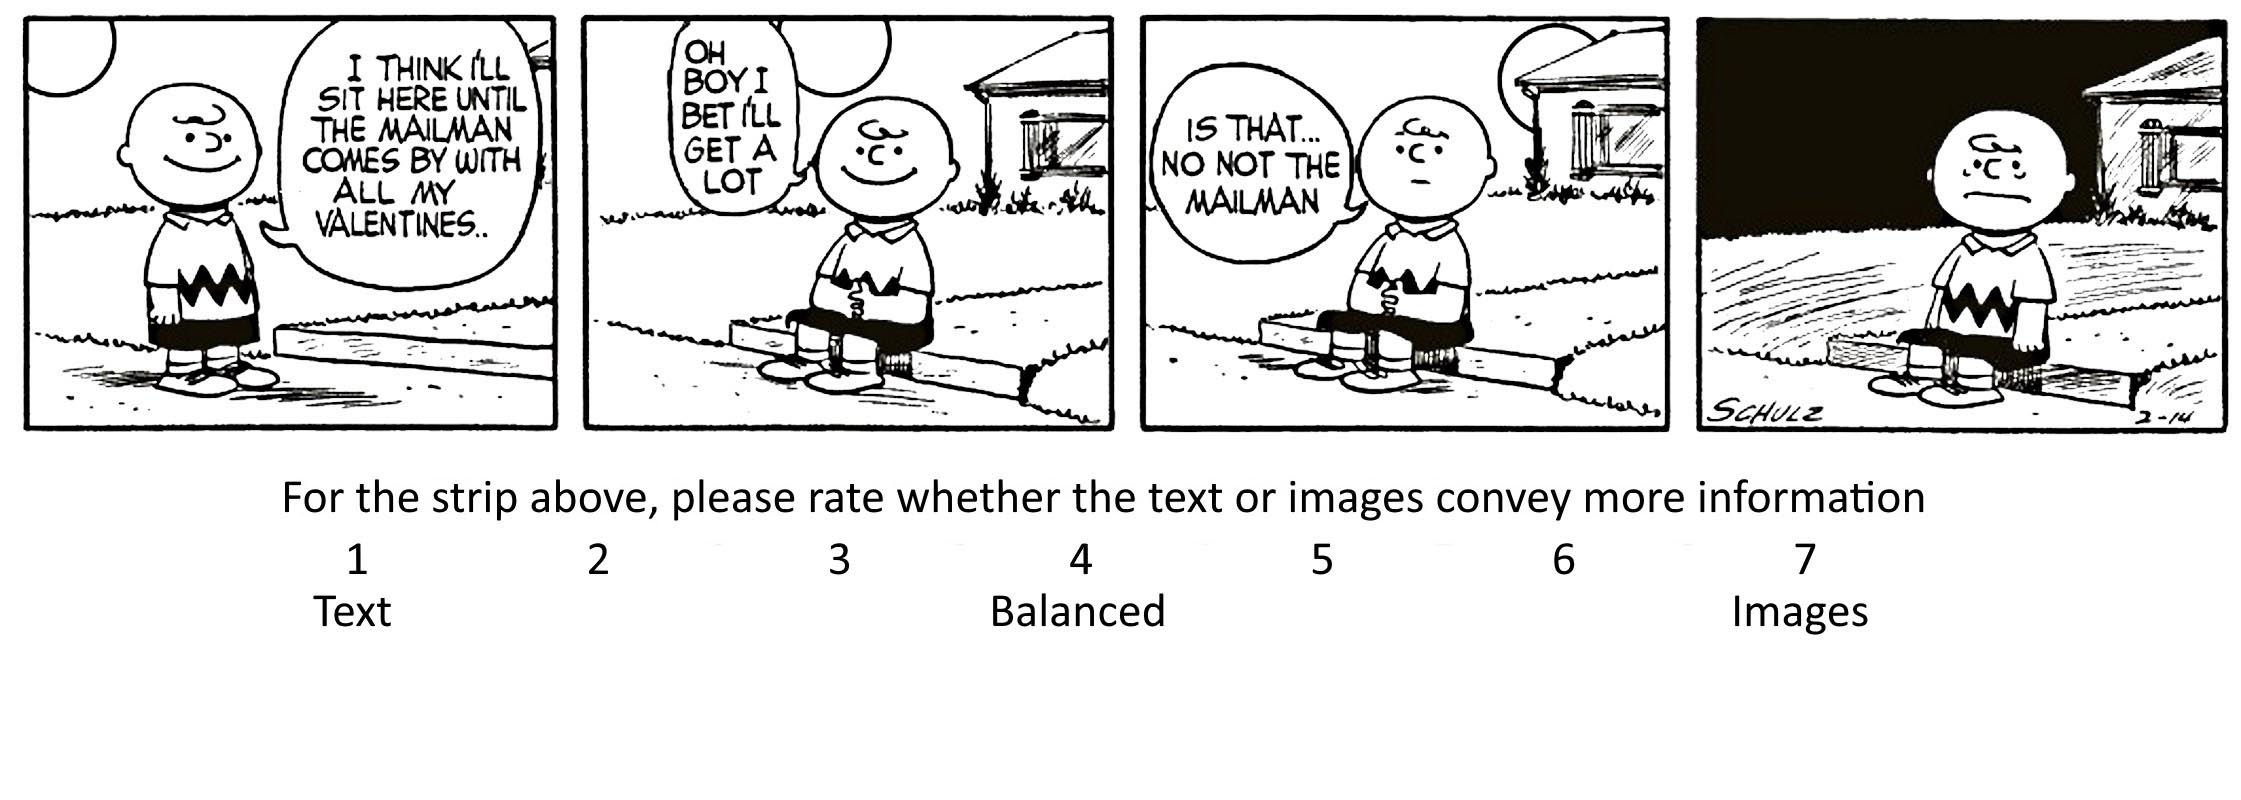 I THINK I'LL
SIT HERE UNTIL
THE MAILMAN
COMES BY WITH
ALL MY
VALENTINES..
OH
BOY I
BET I'LL
GET A
LOT
IS THAT...
NO NOT THE
MAILMAN
SCHULZ
2-14
For the strip above, please rate whether the text or images convey more information
1 2 3 4 5 6 7
Text Balanced Images